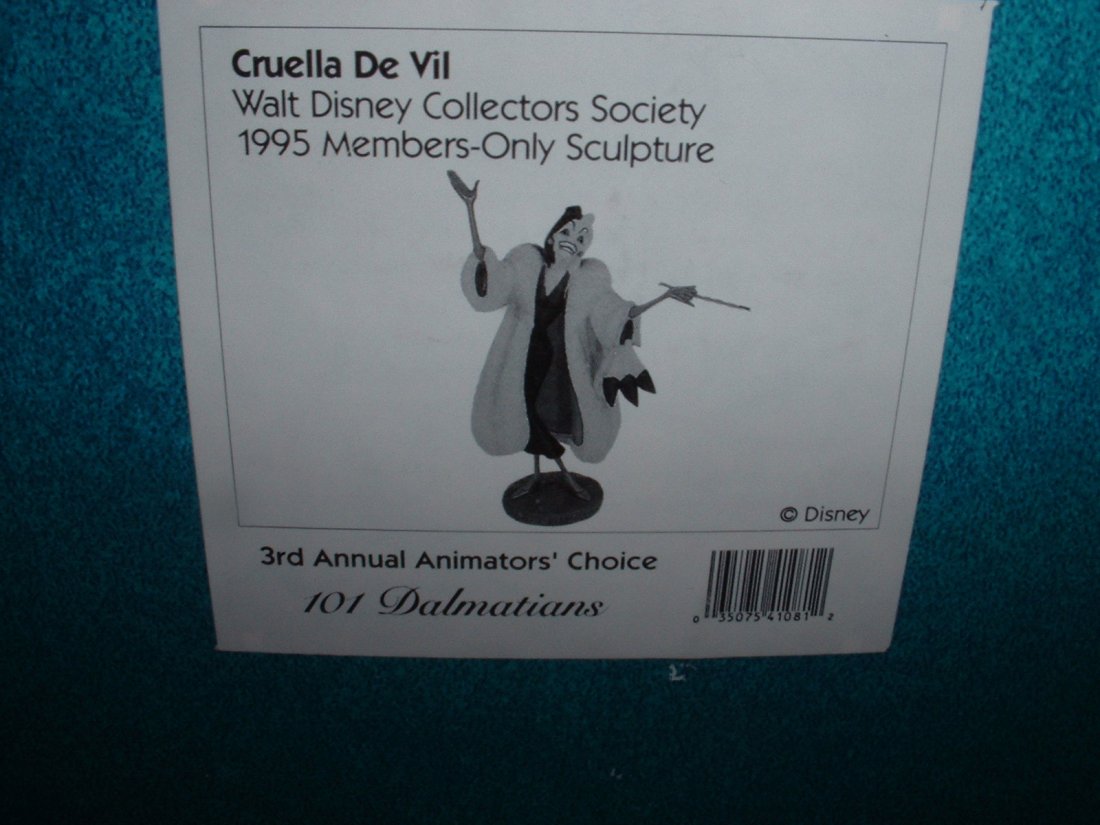 Cruella De Vil
Walt Disney Collectors Society
1995 Members-Only Sculpture
© Disney
3rd Annual Animators' Choice
101 Dalmatians
0 35075 41081 2